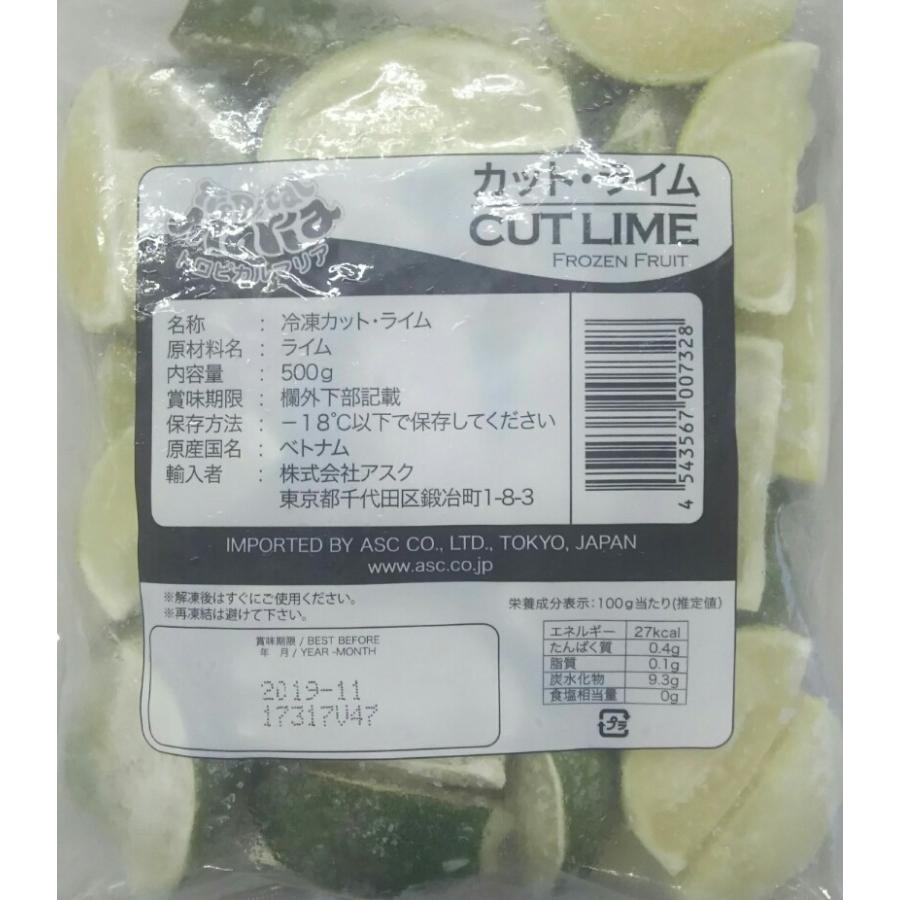 Tropical
Maria
トロピカルマリア
カット・ライム
CUT LIME
FROZEN FRUIT
名称 : 冷凍カット・ライム
原材料名 : ライム
内容量 : 500g
賞味期限 : 欄外下部記載
保存方法 : －18℃以下で保存してください
原産国名 : ベトナム
輸入者 : 株式会社アスク
東京都千代田区鍛冶町1-8-3
4 543567 007328
IMPORTED BY ASC CO., LTD., TOKYO, JAPAN
www.asc.co.jp
※解凍後はすぐにご使用ください。
※再凍結は避けて下さい。
賞味期限 / BEST BEFORE
年 月 / YEAR -MONTH
2019-11
17317V47
栄養成分表示:100g当たり(推定値)
エネルギー 27kcal
たんぱく質 0.4g
脂質 0.1g
炭水化物 9.3g
食塩相当量 0g
プラ